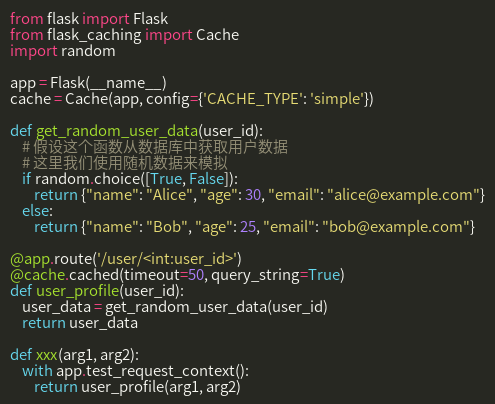 from flask import Flask
from flask_caching import Cache
import random
app = Flask(__name__)
cache = Cache(app, config={'CACHE_TYPE': 'simple'})
def get_random_user_data(user_id):
# 假设这个函数从数据库中获取用户数据
# 这里我们使用随机数据来模拟
if random.choice([True, False]):
return {"name": "Alice", "age": 30, "email": "alice@example.com"}
else:
return {"name": "Bob", "age": 25, "email": "bob@example.com"}
@app.route('/user/<int:user_id>')
@cache.cached(timeout=50, query_string=True)
def user_profile(user_id):
user_data = get_random_user_data(user_id)
return user_data
def xxx(arg1, arg2):
with app.test_request_context():
return user_profile(arg1, arg2)